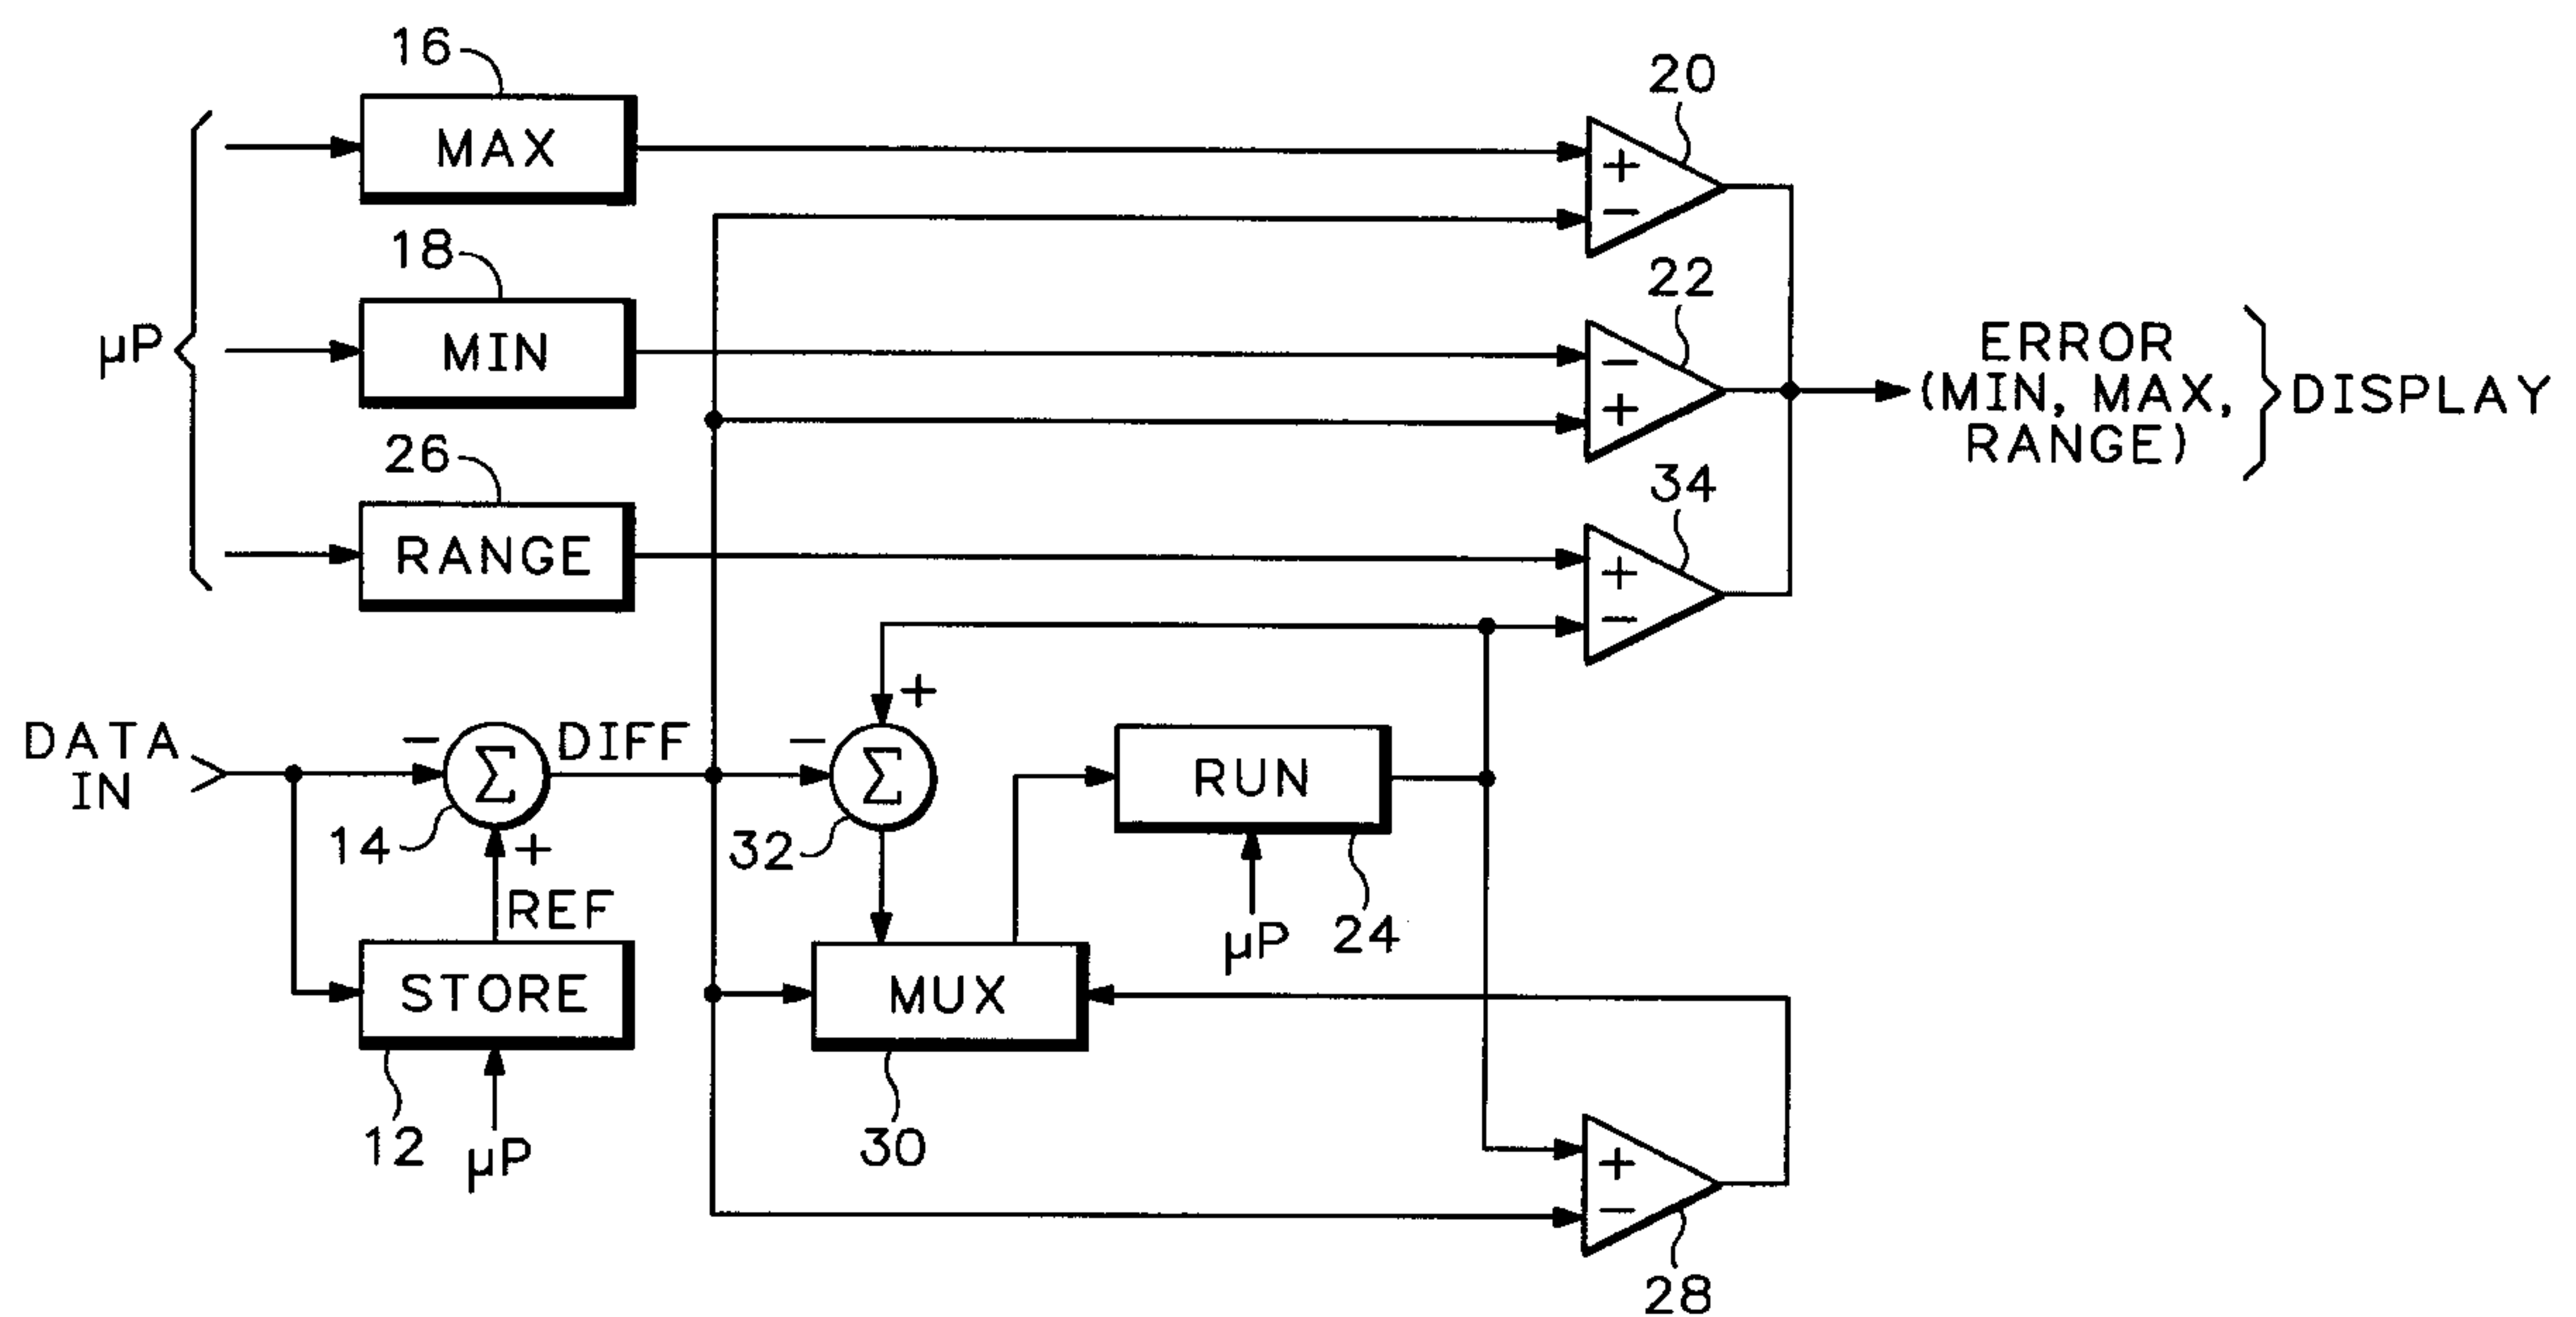 16
MAX
20
+
−
18
MIN
22
−
+
µP
ERROR
(MIN, MAX,
RANGE)
DISPLAY
26
RANGE
34
+
−
+
DATA
IN
−
Σ
DIFF
−
Σ
RUN
14
+
32
REF
µP
24
STORE
MUX
12
µP
30
+
−
28